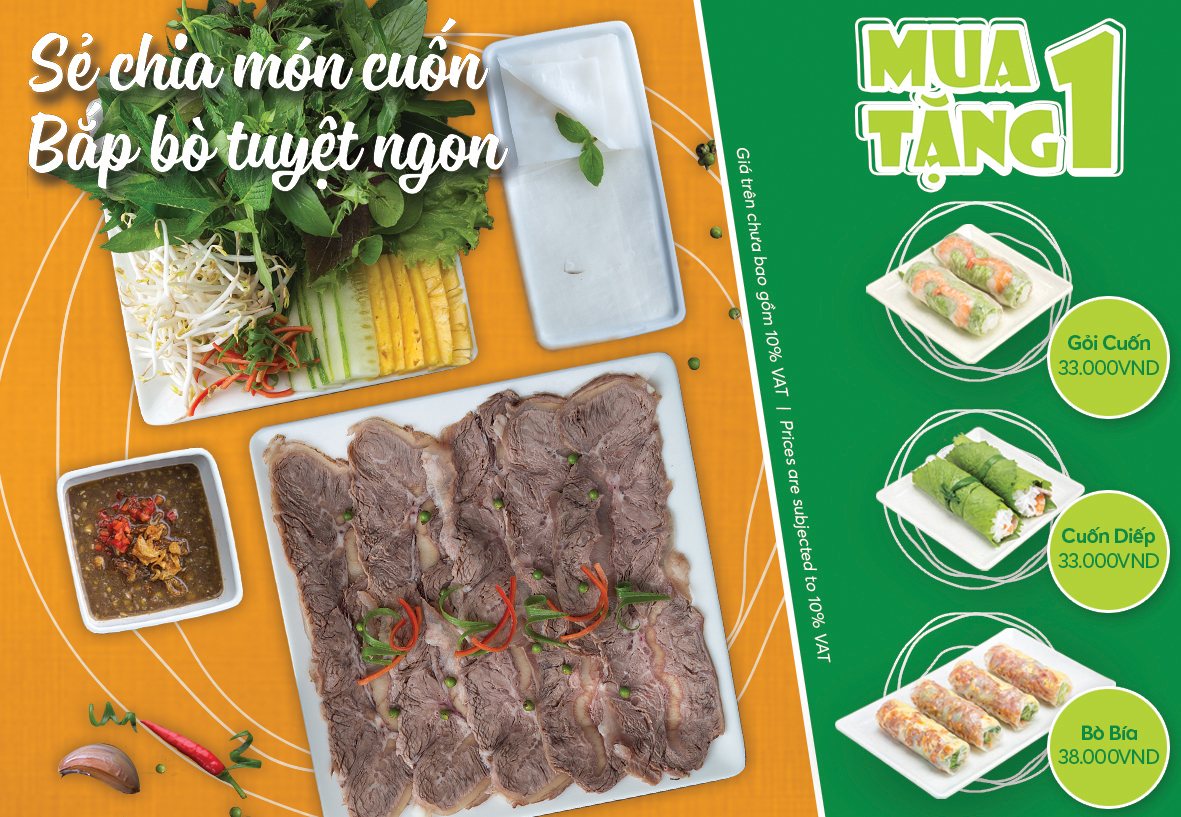 Sẻ chia món cuốn
Bắp bò tuyệt ngon
MUA 1
TẶNG 1
Giá trên chưa bao gồm 10% VAT | Prices are subjected to 10% VAT
Gỏi Cuốn
33.000VND
Cuốn Diếp
33.000VND
Bò Bía
38.000VND